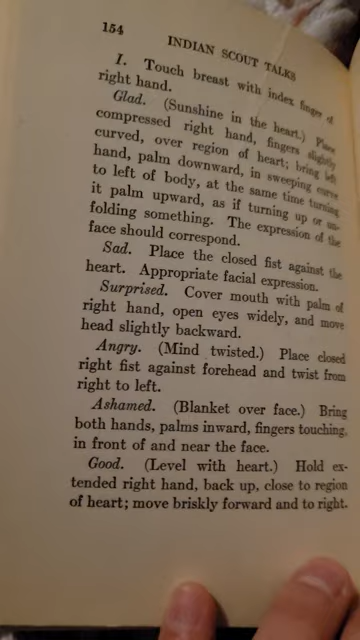 154
INDIAN SCOUT TALKS
I. Touch breast with index finger of
right hand.
Glad. (Sunshine in the heart.) Place
compressed right hand, fingers slightly
curved, over region of heart; bring left
hand, palm downward, in sweeping curve
to left of body, at the same time turning
it palm upward, as if turning up or un-
folding something. The expression of the
face should correspond.
Sad. Place the closed fist against the
heart. Appropriate facial expression.
Surprised. Cover mouth with palm of
right hand, open eyes widely, and move
head slightly backward.
Angry. (Mind twisted.) Place closed
right fist against forehead and twist from
right to left.
Ashamed. (Blanket over face.) Bring
both hands, palms inward, fingers touching,
in front of and near the face.
Good. (Level with heart.) Hold ex-
tended right hand, back up, close to region
of heart; move briskly forward and to right.